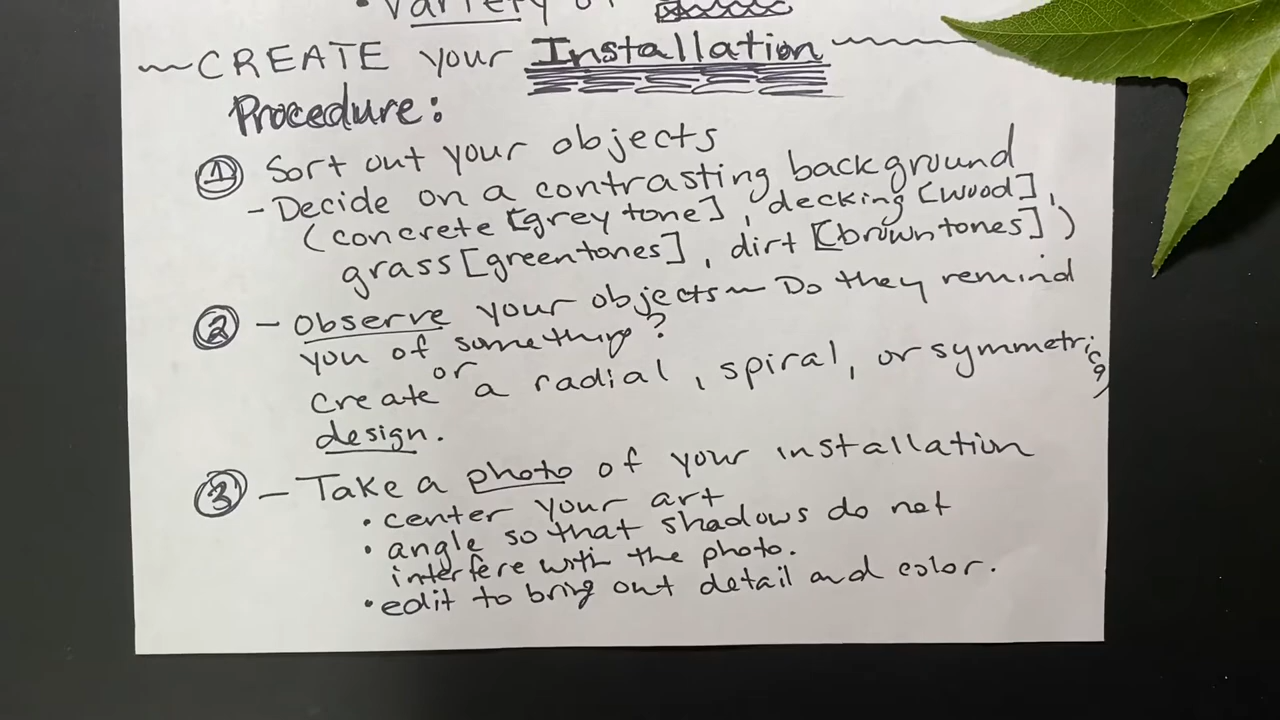 • Variety of
CREATE your Installation
Procedure:
① Sort out your objects
- Decide on a contrasting background
(concrete [grey tone], decking [wood],
grass [greentones], dirt [browntones])
② - Observe your objects ~ Do they remind
you of something?
or
create a radial, spiral, or symmetrical
design.
③ - Take a photo of your installation
• center your art
• angle so that shadows do not
interfere with the photo.
• edit to bring out detail and color.